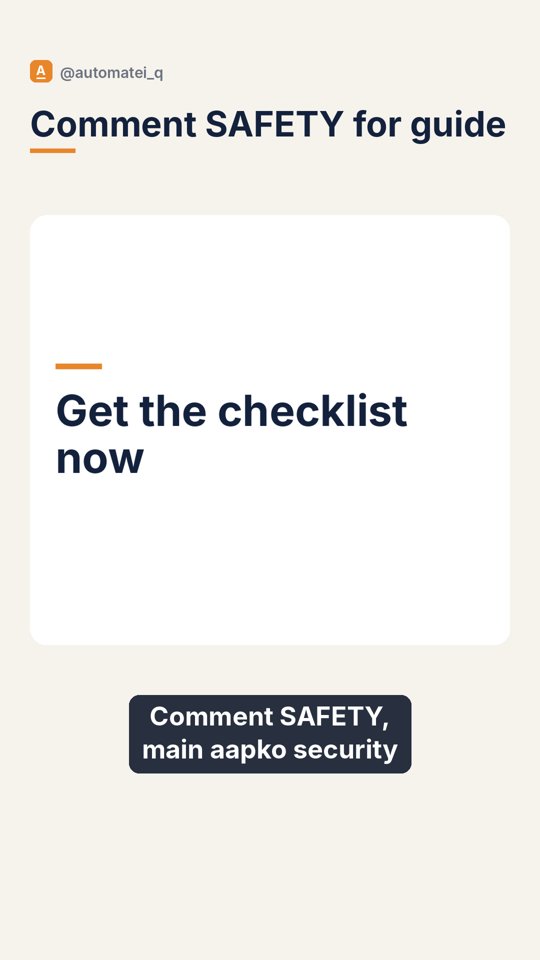 A
@automatei_q
Comment SAFETY for guide
Get the checklist
now
Comment SAFETY,
main aapko security